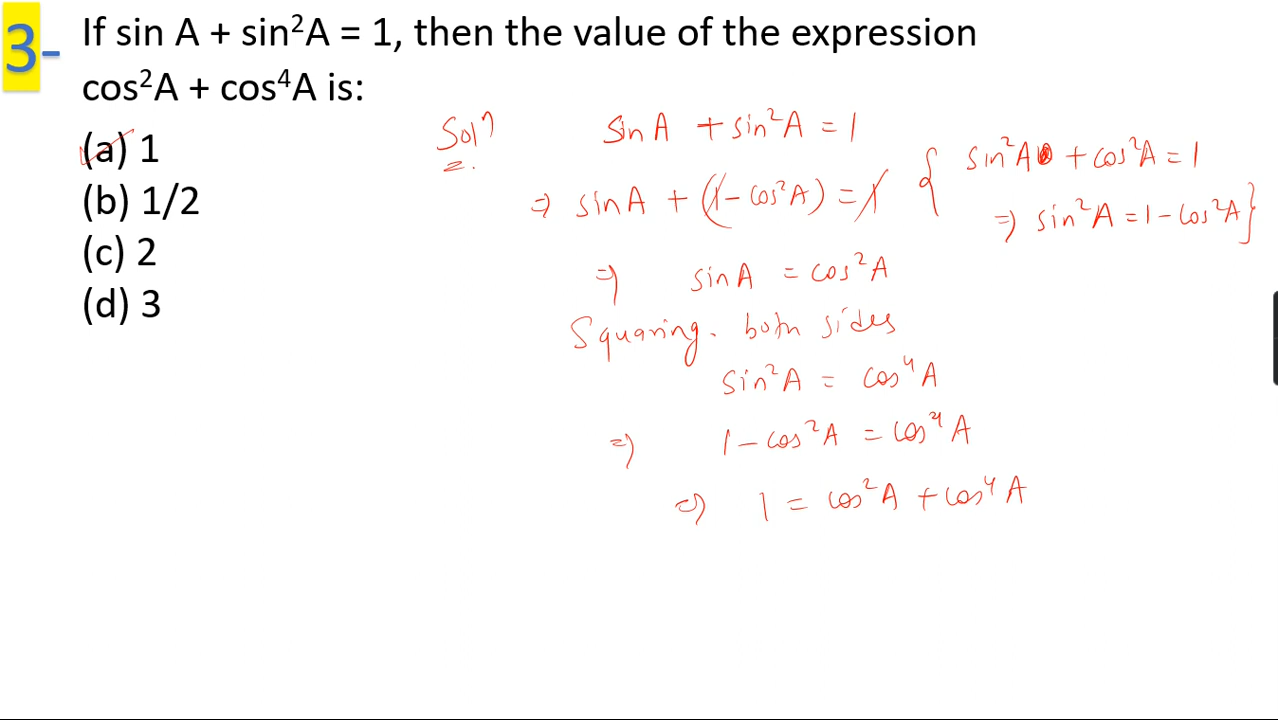 3-
If sin A + sin²A = 1, then the value of the expression
cos²A + cos⁴A is:
(a) 1
(b) 1/2
(c) 2
(d) 3
Solⁿ
sin A + sin²A = 1
⇒ sin A + (1 - cos²A) = 1
{ sin²A + cos²A = 1
⇒ sin²A = 1 - cos²A }
⇒ sin A = cos²A
Squaring. both sides
sin²A = cos⁴A
⇒ 1 - cos²A = cos⁴A
⇒ 1 = cos²A + cos⁴A